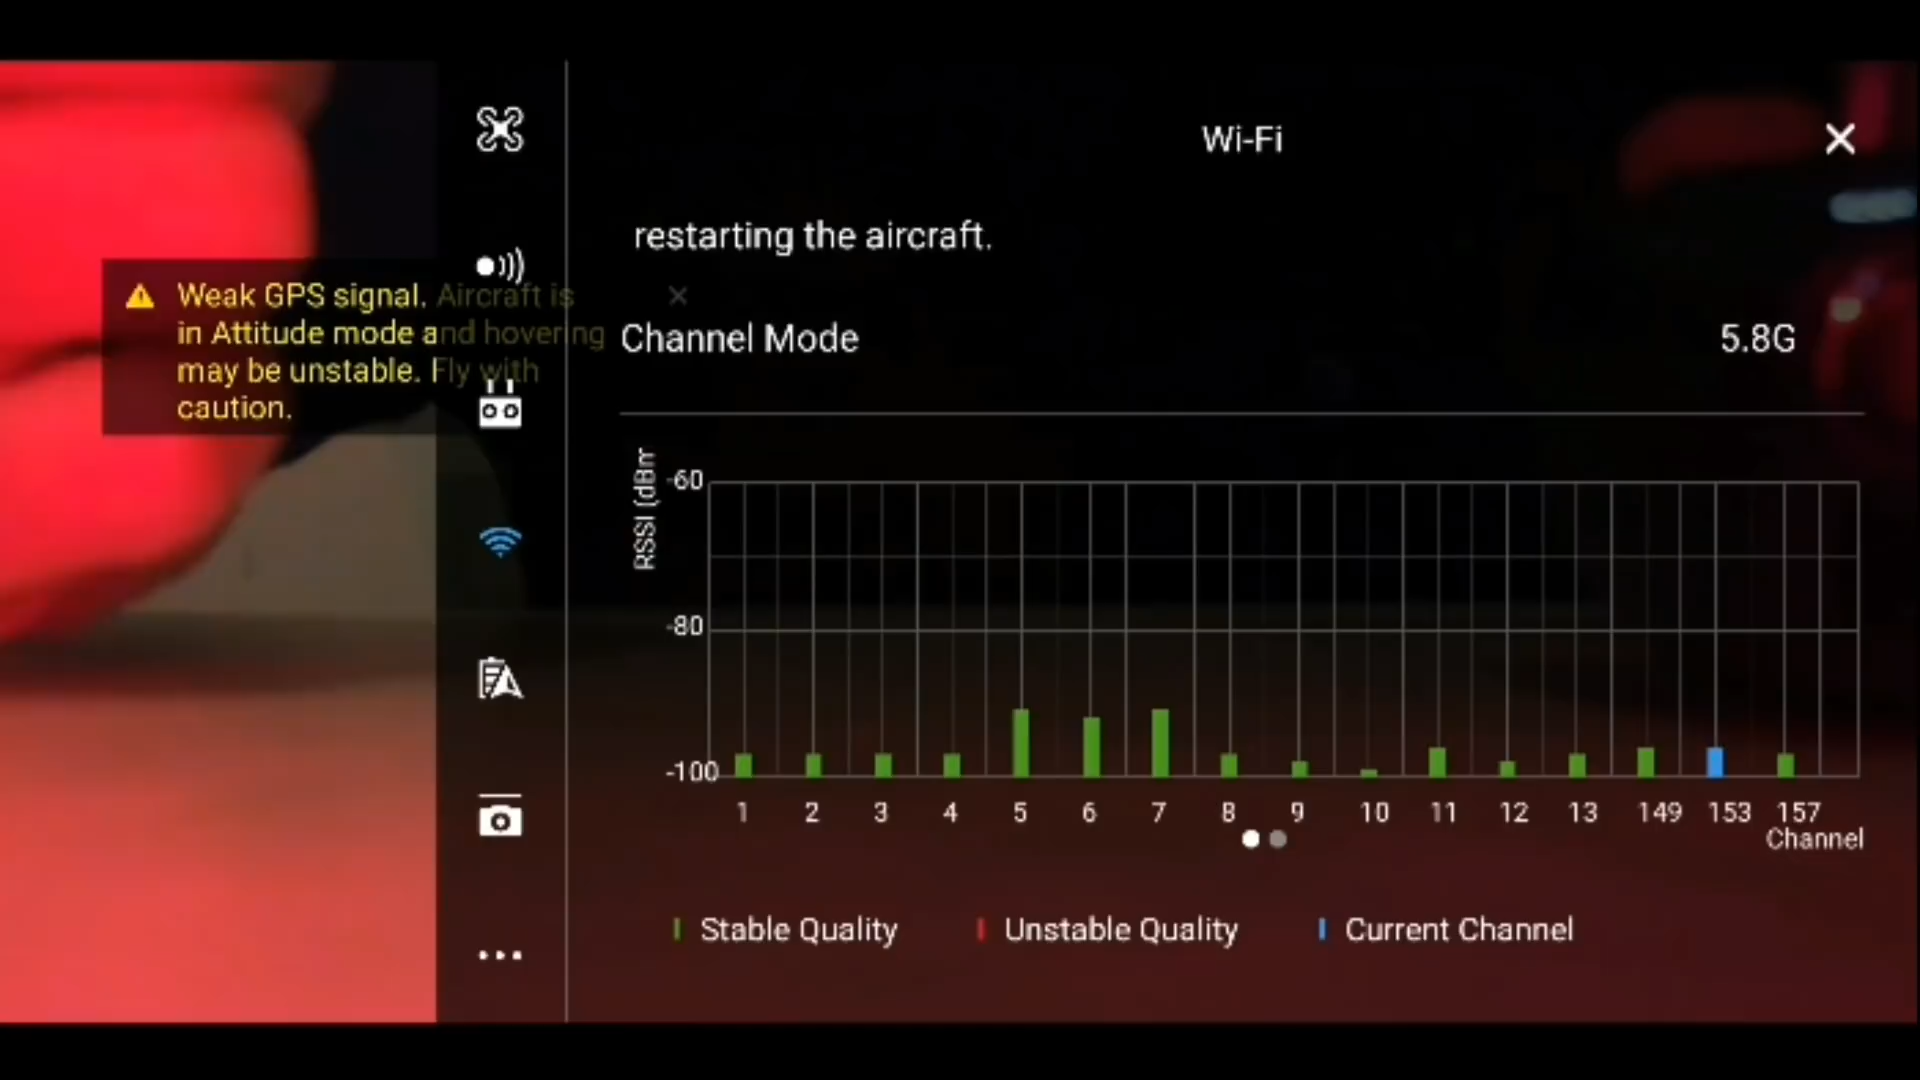 Wi-Fi
restarting the aircraft.
Weak GPS signal. Aircraft is
in Attitude mode and hovering
may be unstable. Fly with
caution.
Channel Mode
5.8G
RSSI (dBm
-60
-80
-100
1 2 3 4 5 6 7 8 9 10 11 12 13 149 153 157
Channel
Stable Quality
Unstable Quality
Current Channel